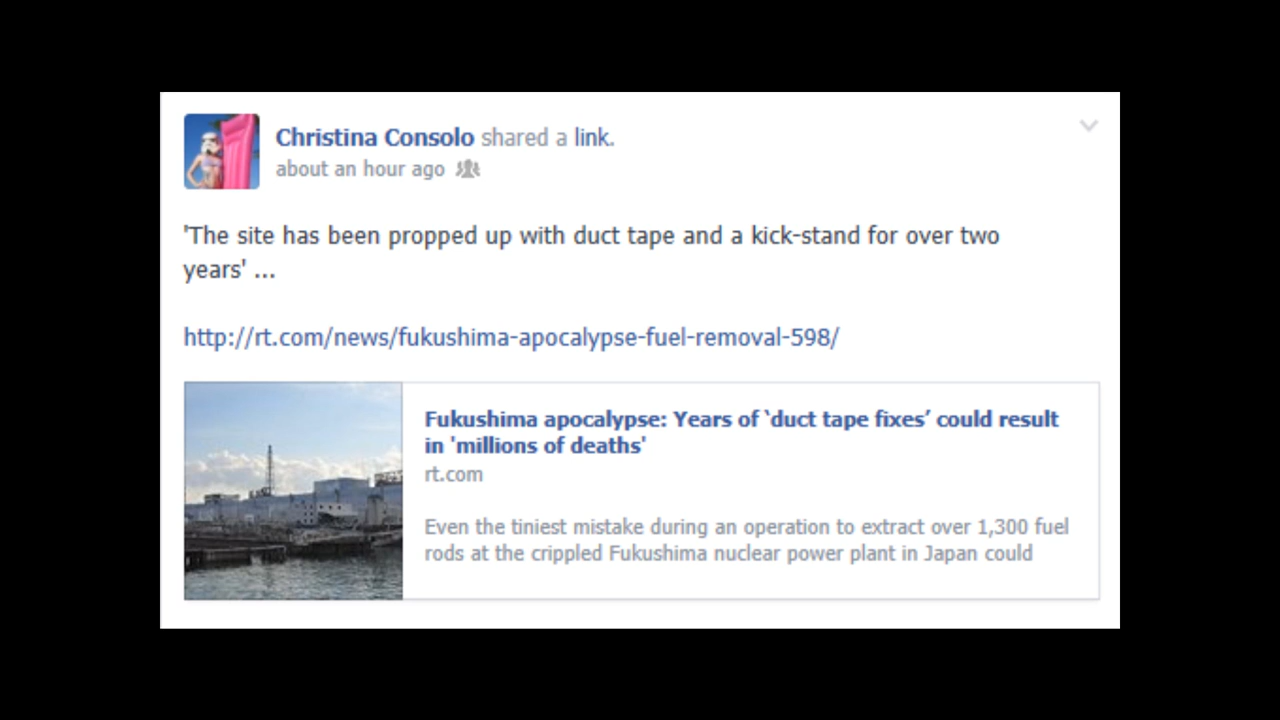 Christina Consolo shared a link.
about an hour ago
'The site has been propped up with duct tape and a kick-stand for over two
years' ...
http://rt.com/news/fukushima-apocalypse-fuel-removal-598/
Fukushima apocalypse: Years of ‘duct tape fixes’ could result
in 'millions of deaths'
rt.com
Even the tiniest mistake during an operation to extract over 1,300 fuel
rods at the crippled Fukushima nuclear power plant in Japan could